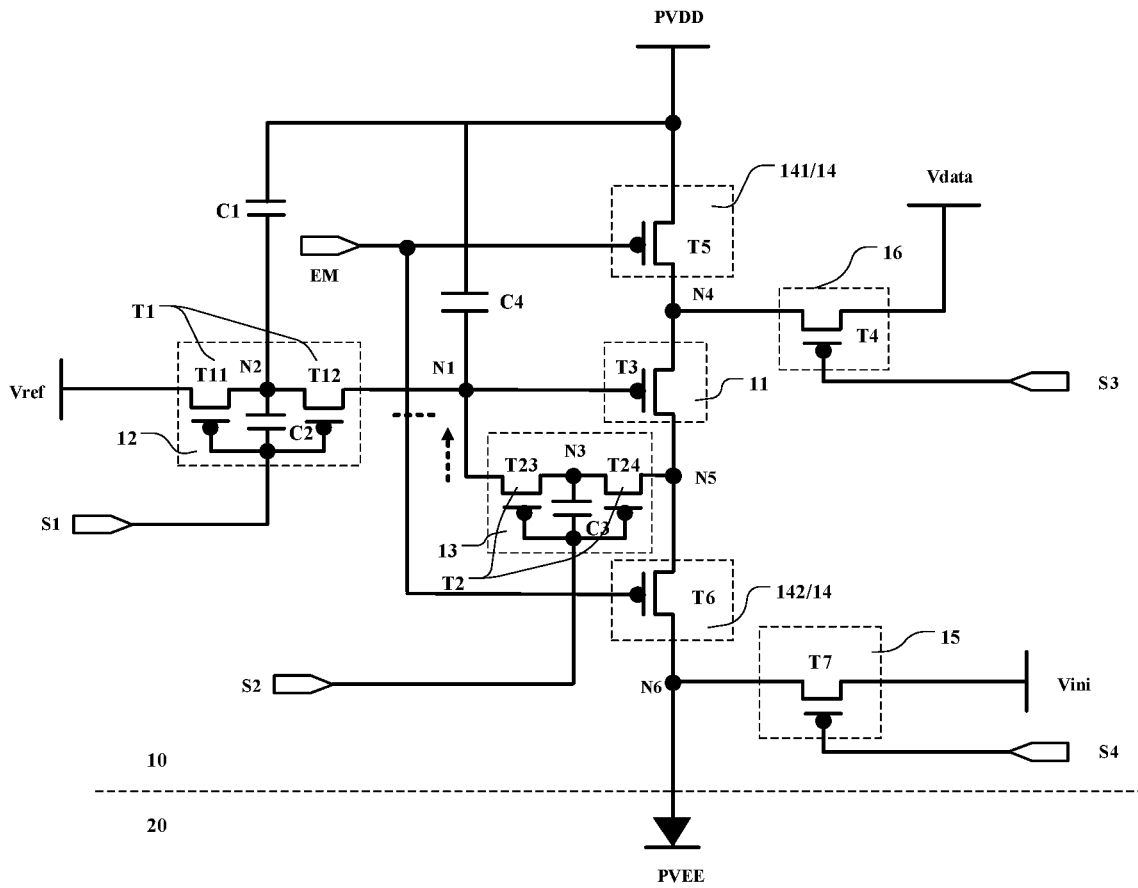 PVDD
141/14
Vdata
C1
T5
16
EM
N4
C4
T1
T4
T11
N2
T12
N1
T3
Vref
S3
11
C2
12
N3
T23
T24
N5
S1
C3
13
T2
T6
142/14
15
T7
S2
N6
Vini
S4
10
20
PVEE